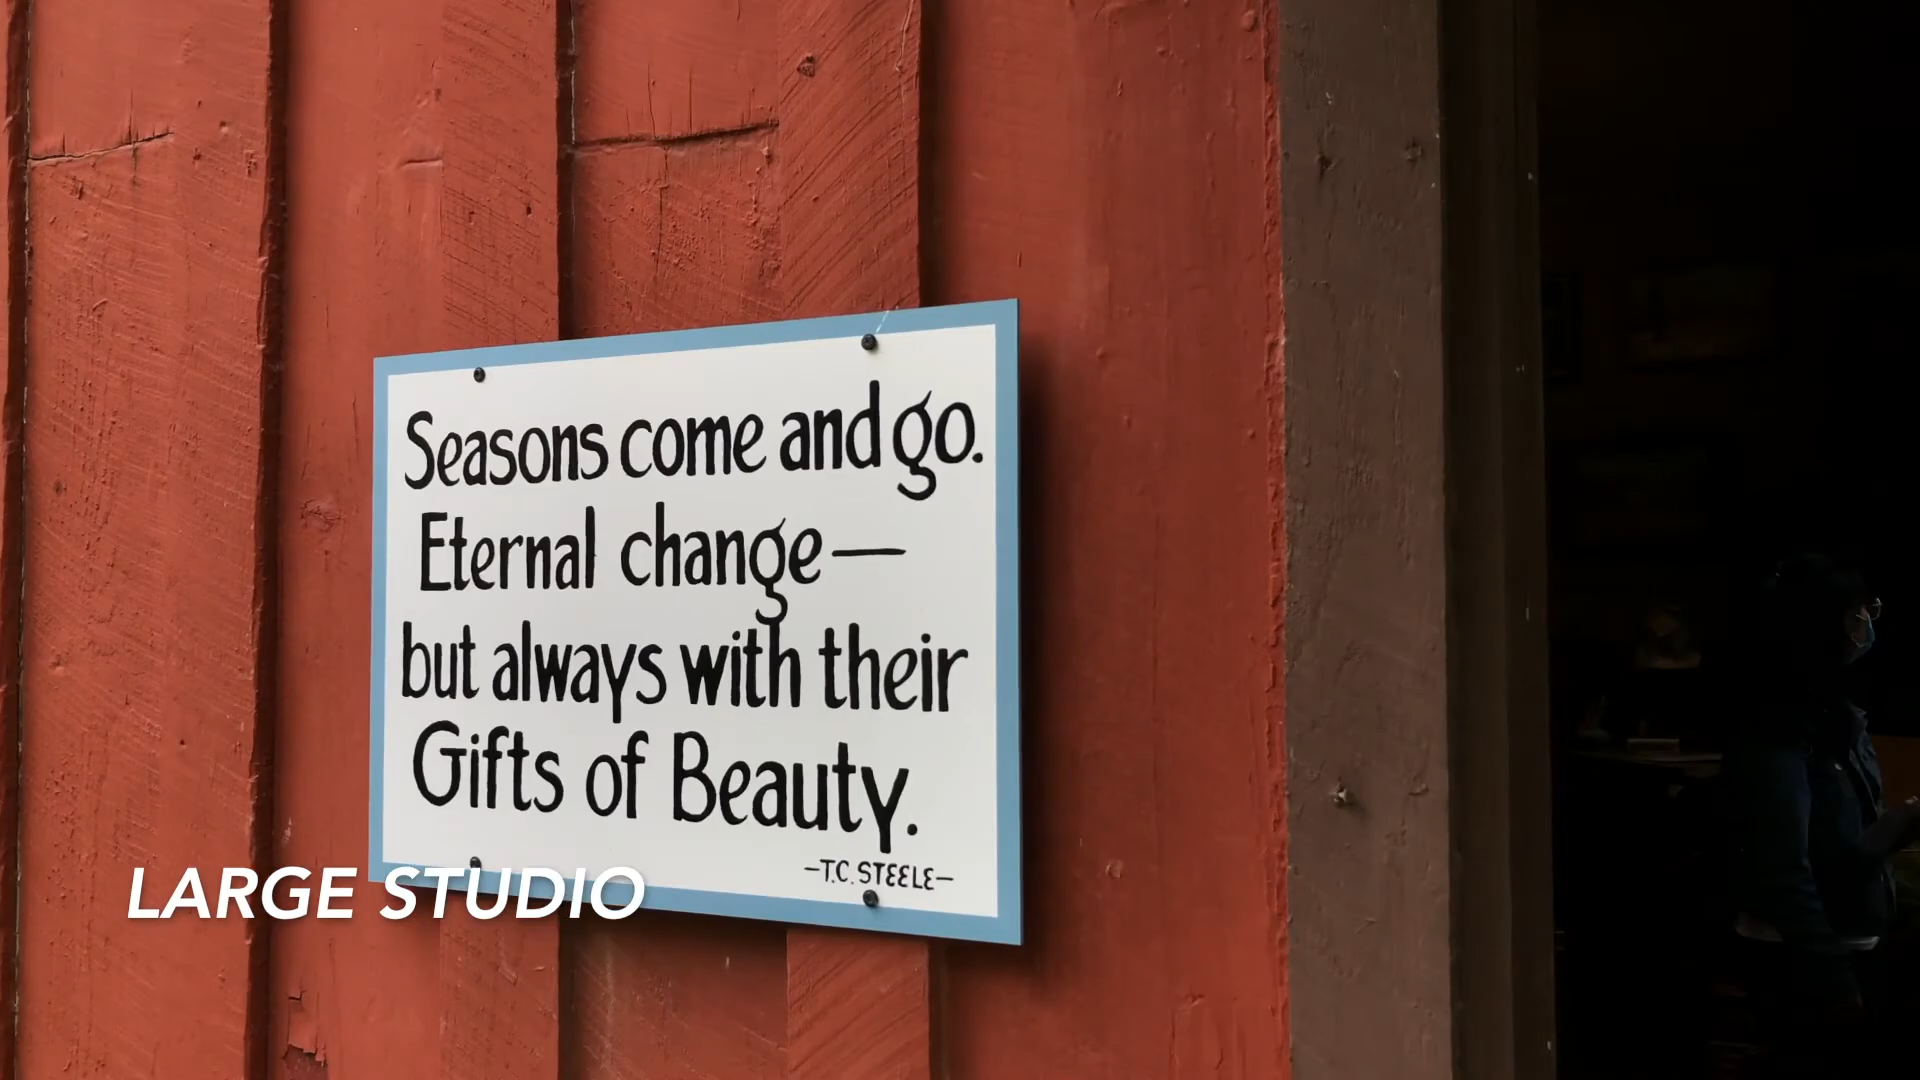 Seasons come and go.
Eternal change—
but always with their
Gifts of Beauty.
—T.C. STEELE—
LARGE STUDIO